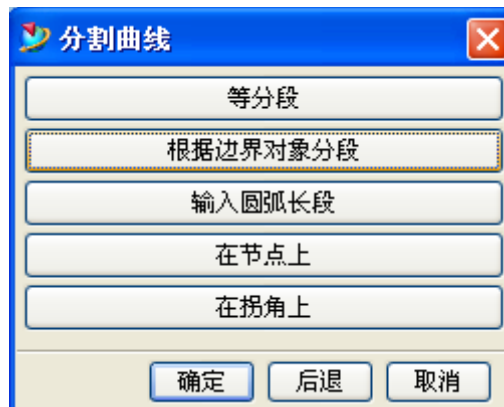 分割曲线
等分段
根据边界对象分段
输入圆弧长段
在节点上
在拐角上
确定 后退 取消